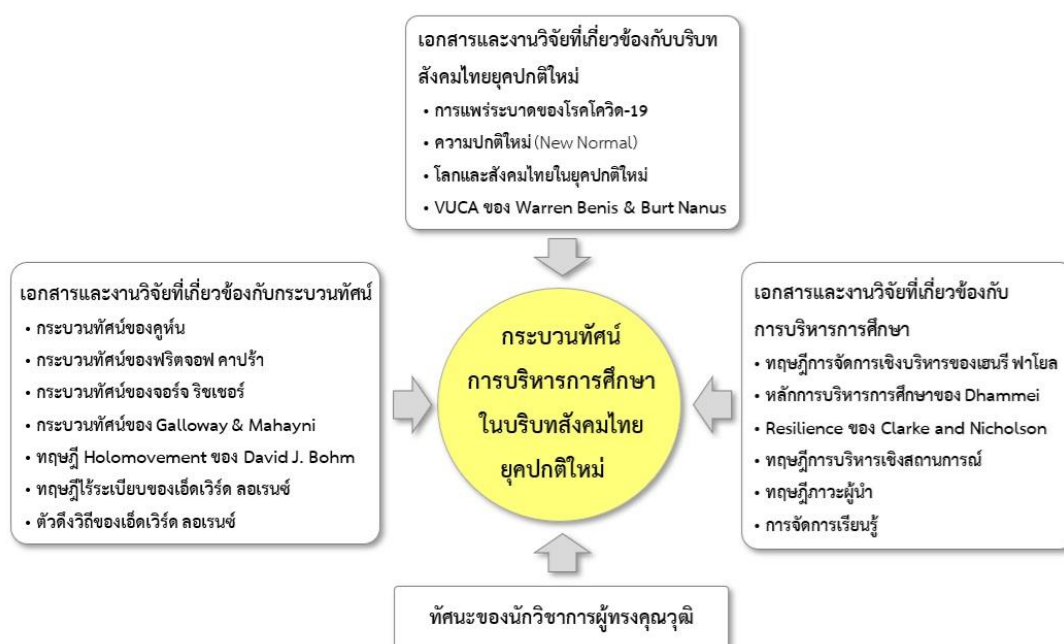 เอกสารและงานวิจัยที่เกี่ยวข้องกับบริบท
สังคมไทยยุคปกติใหม่
• การแพร่ระบาดของโรคโควิด-19
• ความปกติใหม่ (New Normal)
• โลกและสังคมไทยในยุคปกติใหม่
• VUCA ของ Warren Benis & Burt Nanus
เอกสารและงานวิจัยที่เกี่ยวข้องกับกระบวนทัศน์
• กระบวนทัศน์ของคูห์น
• กระบวนทัศน์ของฟริตจอฟ คาปร้า
• กระบวนทัศน์ของจอร์จ ริชเชอร์
• กระบวนทัศน์ของ Galloway & Mahayni
• ทฤษฎี Holomovement ของ David J. Bohm
• ทฤษฎีไร้ระเบียบของเอ็ดเวิร์ด ลอเรนซ์
• ตัวดึงวิถีของเอ็ดเวิร์ด ลอเรนซ์
กระบวนทัศน์
การบริหารการศึกษา
ในบริบทสังคมไทย
ยุคปกติใหม่
เอกสารและงานวิจัยที่เกี่ยวข้องกับ
การบริหารการศึกษา
• ทฤษฎีการจัดการเชิงบริหารของเฮนรี ฟาโยล
• หลักการบริหารการศึกษาของ Dhammei
• Resilience ของ Clarke and Nicholson
• ทฤษฎีการบริหารเชิงสถานการณ์
• ทฤษฎีภาวะผู้นำ
• การจัดการเรียนรู้
ทัศนะของนักวิชาการผู้ทรงคุณวุฒิ